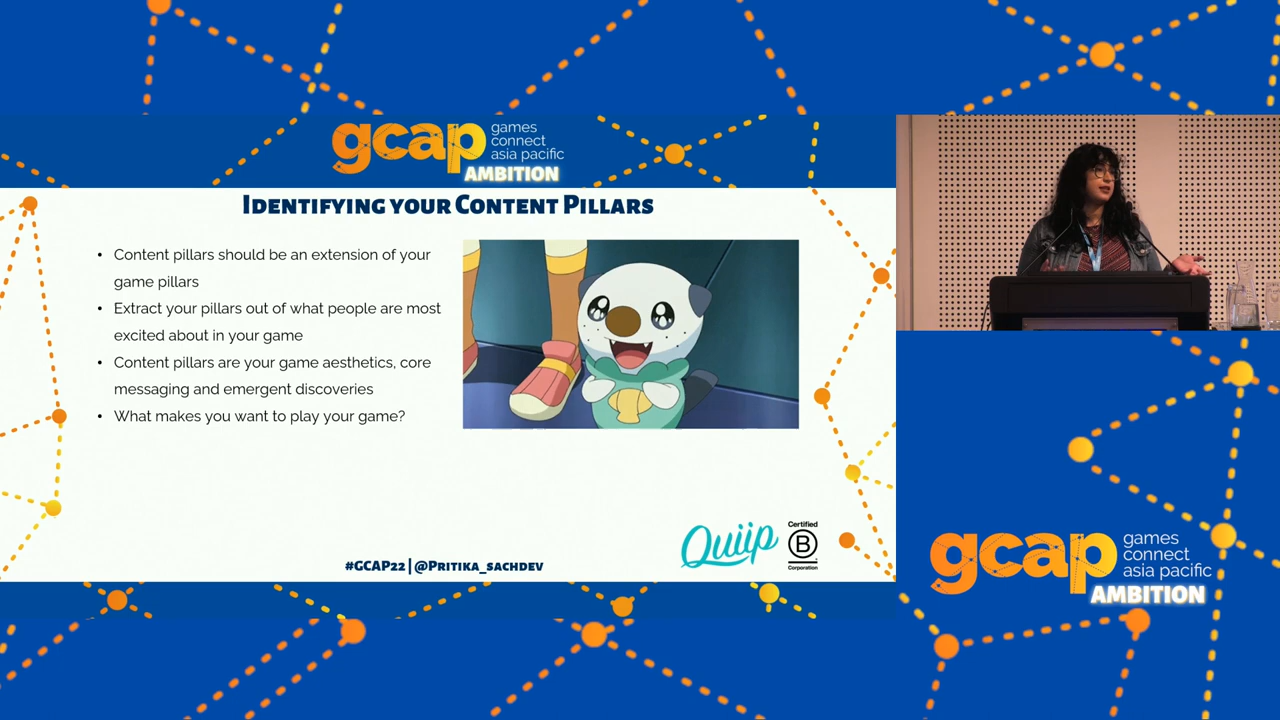 gcap
games
connect
asia pacific
AMBITION
Identifying your Content Pillars
• Content pillars should be an extension of your
game pillars
• Extract your pillars out of what people are most
excited about in your game
• Content pillars are your game aesthetics, core
messaging and emergent discoveries
• What makes you want to play your game?
Quiip
Certified
B
Corporation
#GCAP22 | @Pritika_sachdev
gcap
games
connect
asia pacific
AMBITION